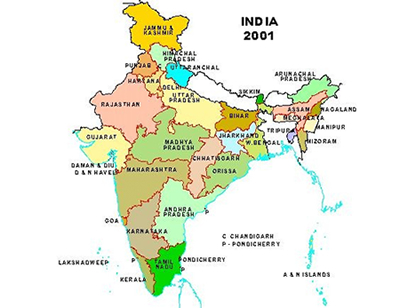 INDIA
2001
JAMMU &
KASHMIR
HIMACHAL
PRADESH
PUNJAB
UTTARANCHAL
HARYANA
DELHI
ARUNACHAL
PRADESH
SIKKIM
RAJASTHAN
UTTAR
PRADESH
BIHAR
ASSAM
NAGALAND
MEGHALAYA
MANIPUR
TRIPURA
MIZORAM
GUJARAT
MADHYA
PRADESH
JHARKHAND
W.BENGAL
CHHATISGARH
DAMAN & DIU
D & N HAVELI
MAHARASHTRA
ORISSA
ANDHRA
PRADESH
GOA
P
KARNATAKA
P
C CHANDIGARH
P - PONDICHERRY
LAKSHADWEEP
PONDICHERRY
TAMIL
NADU
P
P
KERALA
A & N ISLANDS